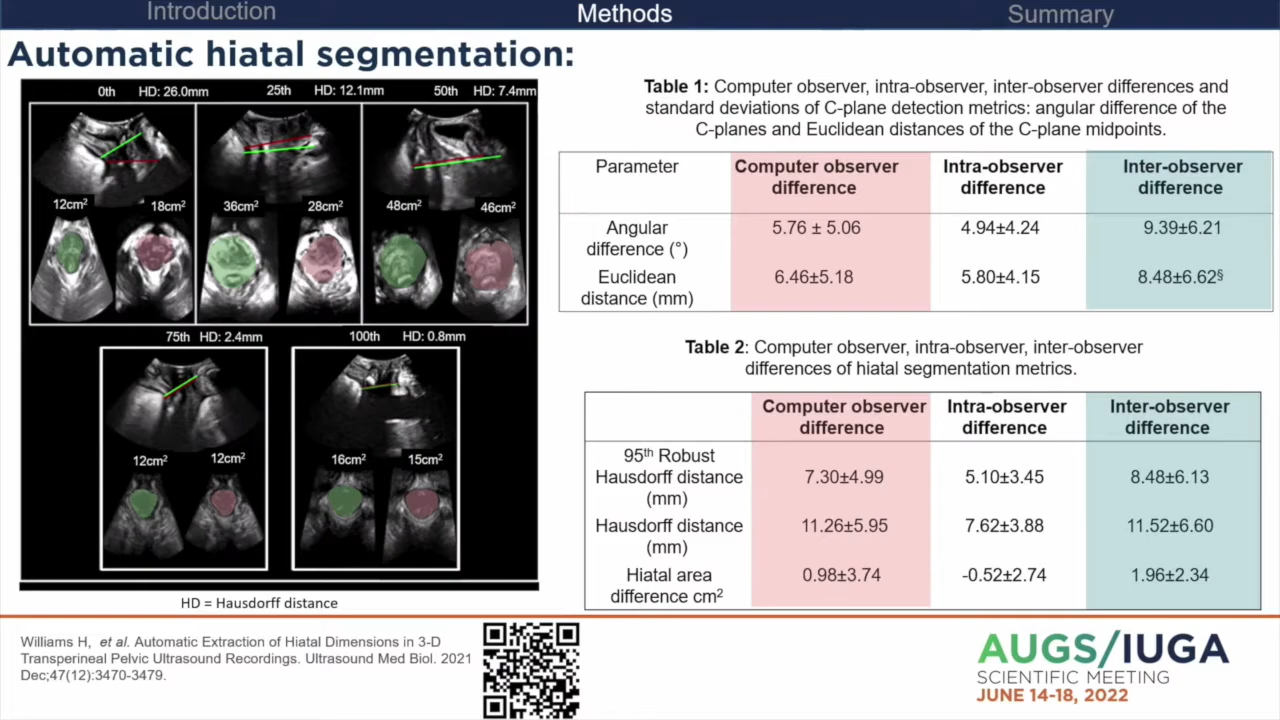 Introduction
Methods
Summary
Automatic hiatal segmentation:
0th HD: 26.0mm
25th HD: 12.1mm
50th HD: 7.4mm
12cm²
18cm²
36cm²
28cm²
48cm²
46cm²
75th HD: 2.4mm
100th HD: 0.8mm
12cm²
12cm²
16cm²
15cm²
HD = Hausdorff distance
Table 1: Computer observer, intra-observer, inter-observer differences and
standard deviations of C-plane detection metrics: angular difference of the
C-planes and Euclidean distances of the C-plane midpoints.
Parameter
Computer observer
difference
Intra-observer
difference
Inter-observer
difference
Angular
difference (°)
5.76 ± 5.06
4.94±4.24
9.39±6.21
Euclidean
distance (mm)
6.46±5.18
5.80±4.15
8.48±6.62§
Table 2: Computer observer, intra-observer, inter-observer
differences of hiatal segmentation metrics.
Computer observer
difference
Intra-observer
difference
Inter-observer
difference
95th Robust
Hausdorff distance
(mm)
7.30±4.99
5.10±3.45
8.48±6.13
Hausdorff distance
(mm)
11.26±5.95
7.62±3.88
11.52±6.60
Hiatal area
difference cm²
0.98±3.74
-0.52±2.74
1.96±2.34
Williams H, et al. Automatic Extraction of Hiatal Dimensions in 3-D
Transperineal Pelvic Ultrasound Recordings. Ultrasound Med Biol. 2021
Dec;47(12):3470-3479.
AUGS/IUGA
SCIENTIFIC MEETING
JUNE 14-18, 2022